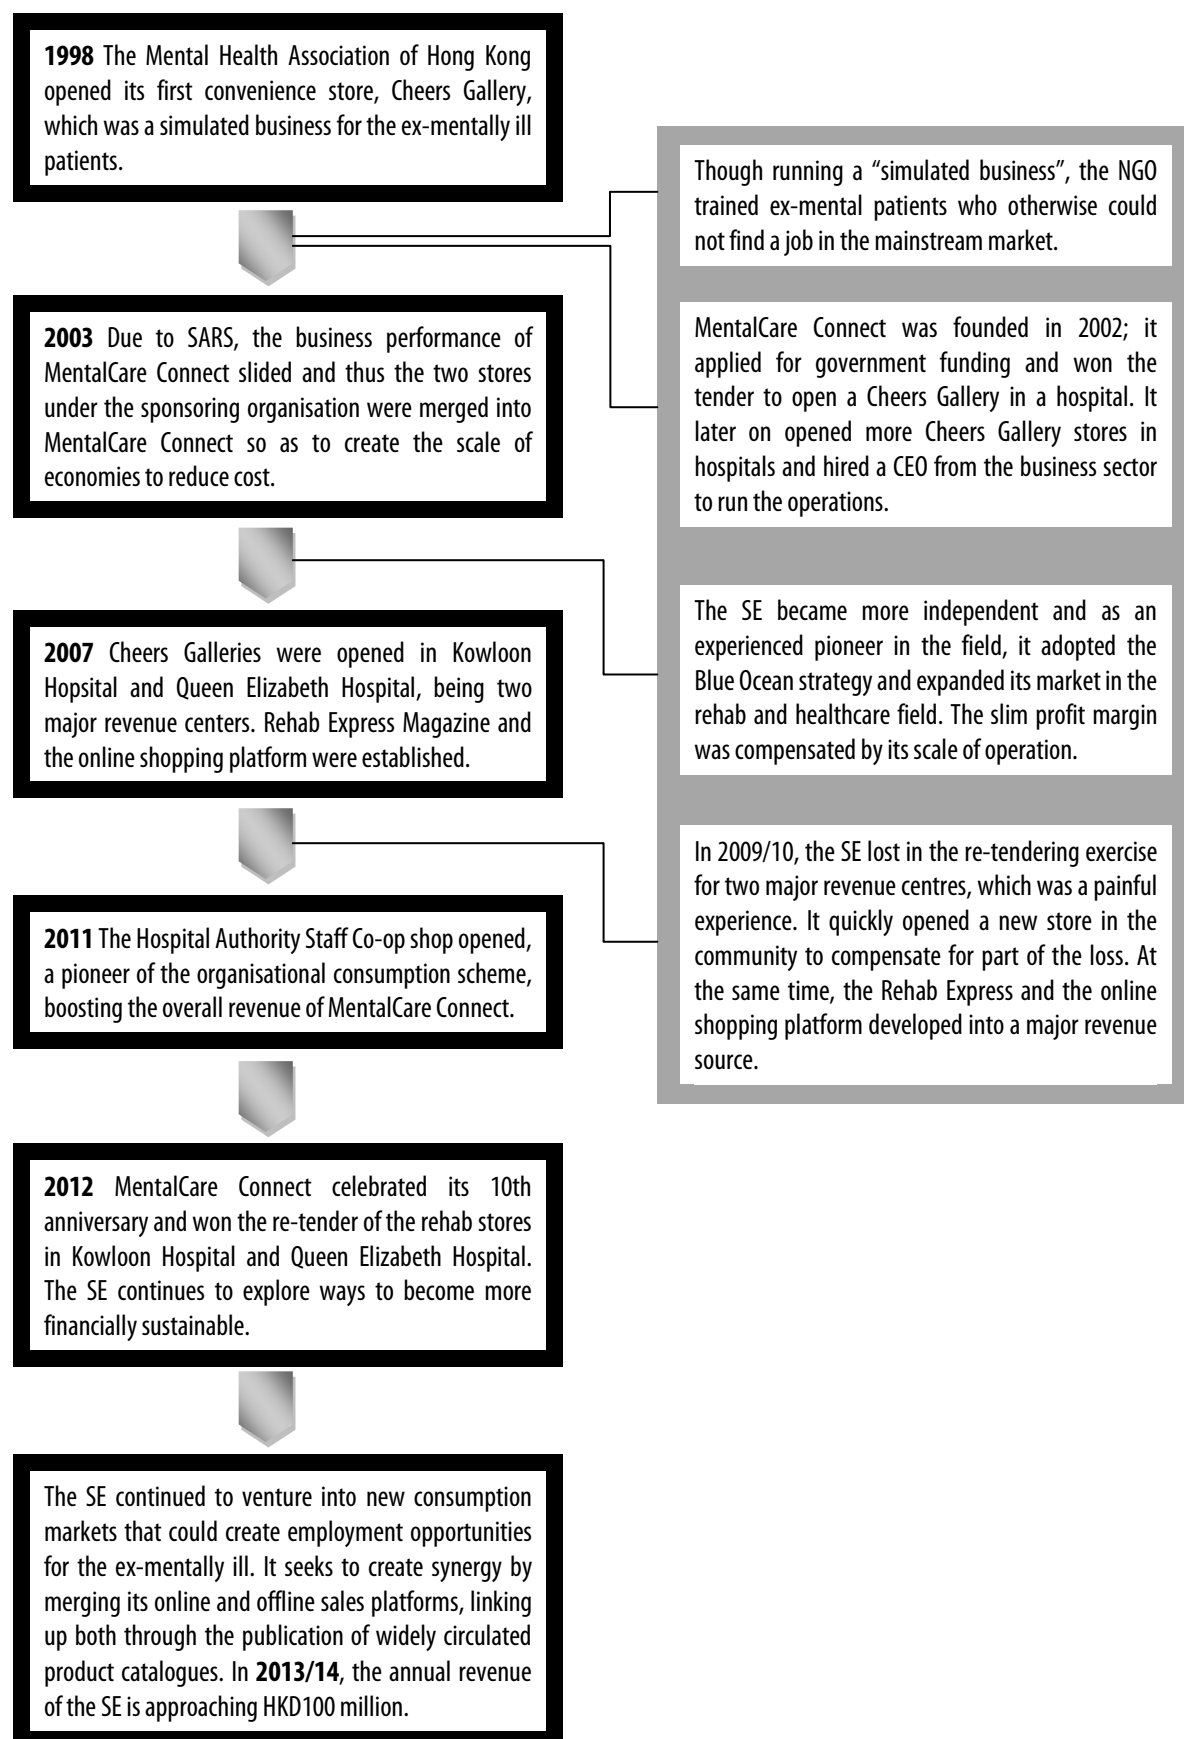 1998 The Mental Health Association of Hong Kong
opened its first convenience store, Cheers Gallery,
which was a simulated business for the ex-mentally ill
patients.
Though running a “simulated business”, the NGO
trained ex-mental patients who otherwise could
not find a job in the mainstream market.
MentalCare Connect was founded in 2002; it
applied for government funding and won the
tender to open a Cheers Gallery in a hospital. It
later on opened more Cheers Gallery stores in
hospitals and hired a CEO from the business sector
to run the operations.
2003 Due to SARS, the business performance of
MentalCare Connect slided and thus the two stores
under the sponsoring organisation were merged into
MentalCare Connect so as to create the scale of
economies to reduce cost.
The SE became more independent and as an
experienced pioneer in the field, it adopted the
Blue Ocean strategy and expanded its market in the
rehab and healthcare field. The slim profit margin
was compensated by its scale of operation.
2007 Cheers Galleries were opened in Kowloon
Hopsital and Queen Elizabeth Hospital, being two
major revenue centers. Rehab Express Magazine and
the online shopping platform were established.
In 2009/10, the SE lost in the re-tendering exercise
for two major revenue centres, which was a painful
experience. It quickly opened a new store in the
community to compensate for part of the loss. At
the same time, the Rehab Express and the online
shopping platform developed into a major revenue
source.
2011 The Hospital Authority Staff Co-op shop opened,
a pioneer of the organisational consumption scheme,
boosting the overall revenue of MentalCare Connect.
2012 MentalCare Connect celebrated its 10th
anniversary and won the re-tender of the rehab stores
in Kowloon Hospital and Queen Elizabeth Hospital.
The SE continues to explore ways to become more
financially sustainable.
The SE continued to venture into new consumption
markets that could create employment opportunities
for the ex-mentally ill. It seeks to create synergy by
merging its online and offline sales platforms, linking
up both through the publication of widely circulated
product catalogues. In 2013/14, the annual revenue
of the SE is approaching HKD100 million.